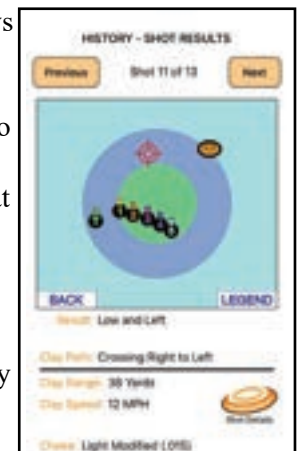 HISTORY - SHOT RESULTS
Previous Shot 11 of 13 Next
BACK LEGEND
Result: Low and Left
Clay Path: Crossing Right to Left
Clay Range: 38 Yards
Clay Speed: 12 MPH
Shot Details
Choke: Light Modified (.015)